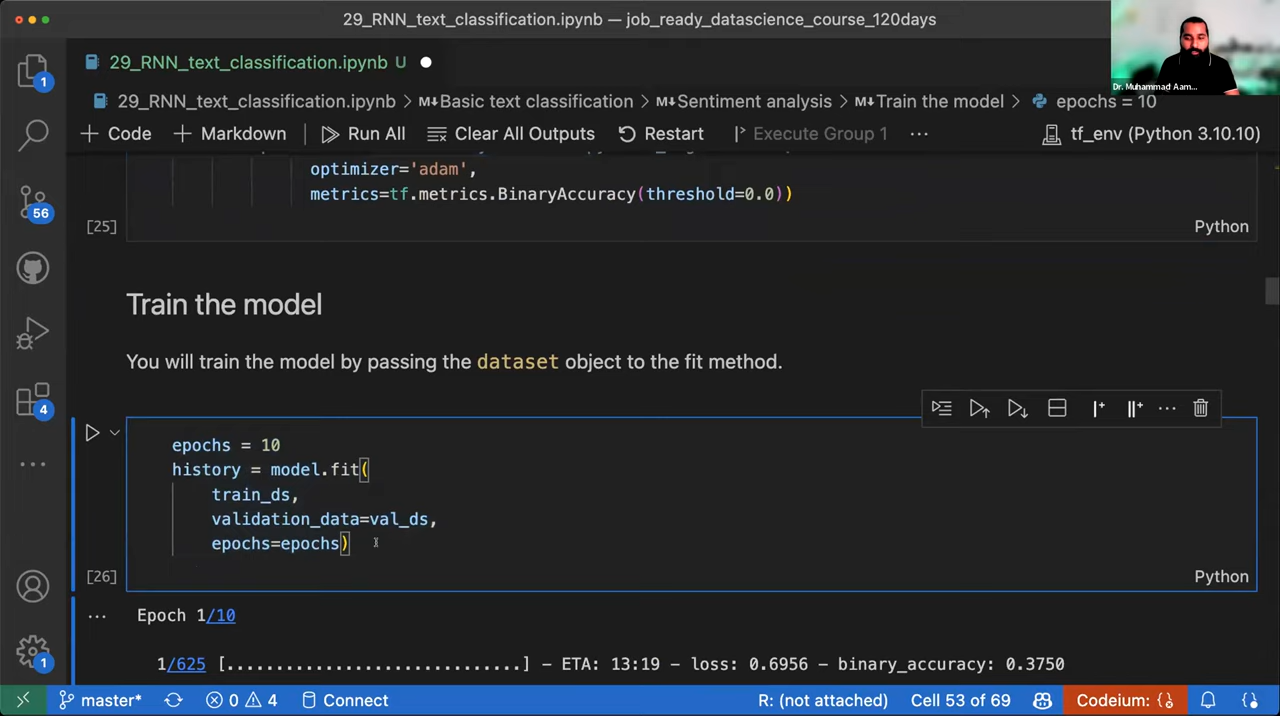 29_RNN_text_classification.ipynb — job_ready_datascience_course_120days
Dr. Muhammad Aam...
1
29_RNN_text_classification.ipynb U
29_RNN_text_classification.ipynb > Basic text classification > Sentiment analysis > Train the model > epochs = 10
+ Code + Markdown Run All Clear All Outputs Restart Execute Group 1 ... tf_env (Python 3.10.10)
optimizer='adam',
metrics=tf.metrics.BinaryAccuracy(threshold=0.0))
56
[25] Python
Train the model
You will train the model by passing the dataset object to the fit method.
4
epochs = 10
history = model.fit(
train_ds,
validation_data=val_ds,
epochs=epochs)
[26] Python
... Epoch 1/10
1
1/625 [..............................] - ETA: 13:19 - loss: 0.6956 - binary_accuracy: 0.3750
master* 0 4 Connect R: (not attached) Cell 53 of 69 Codeium: {}